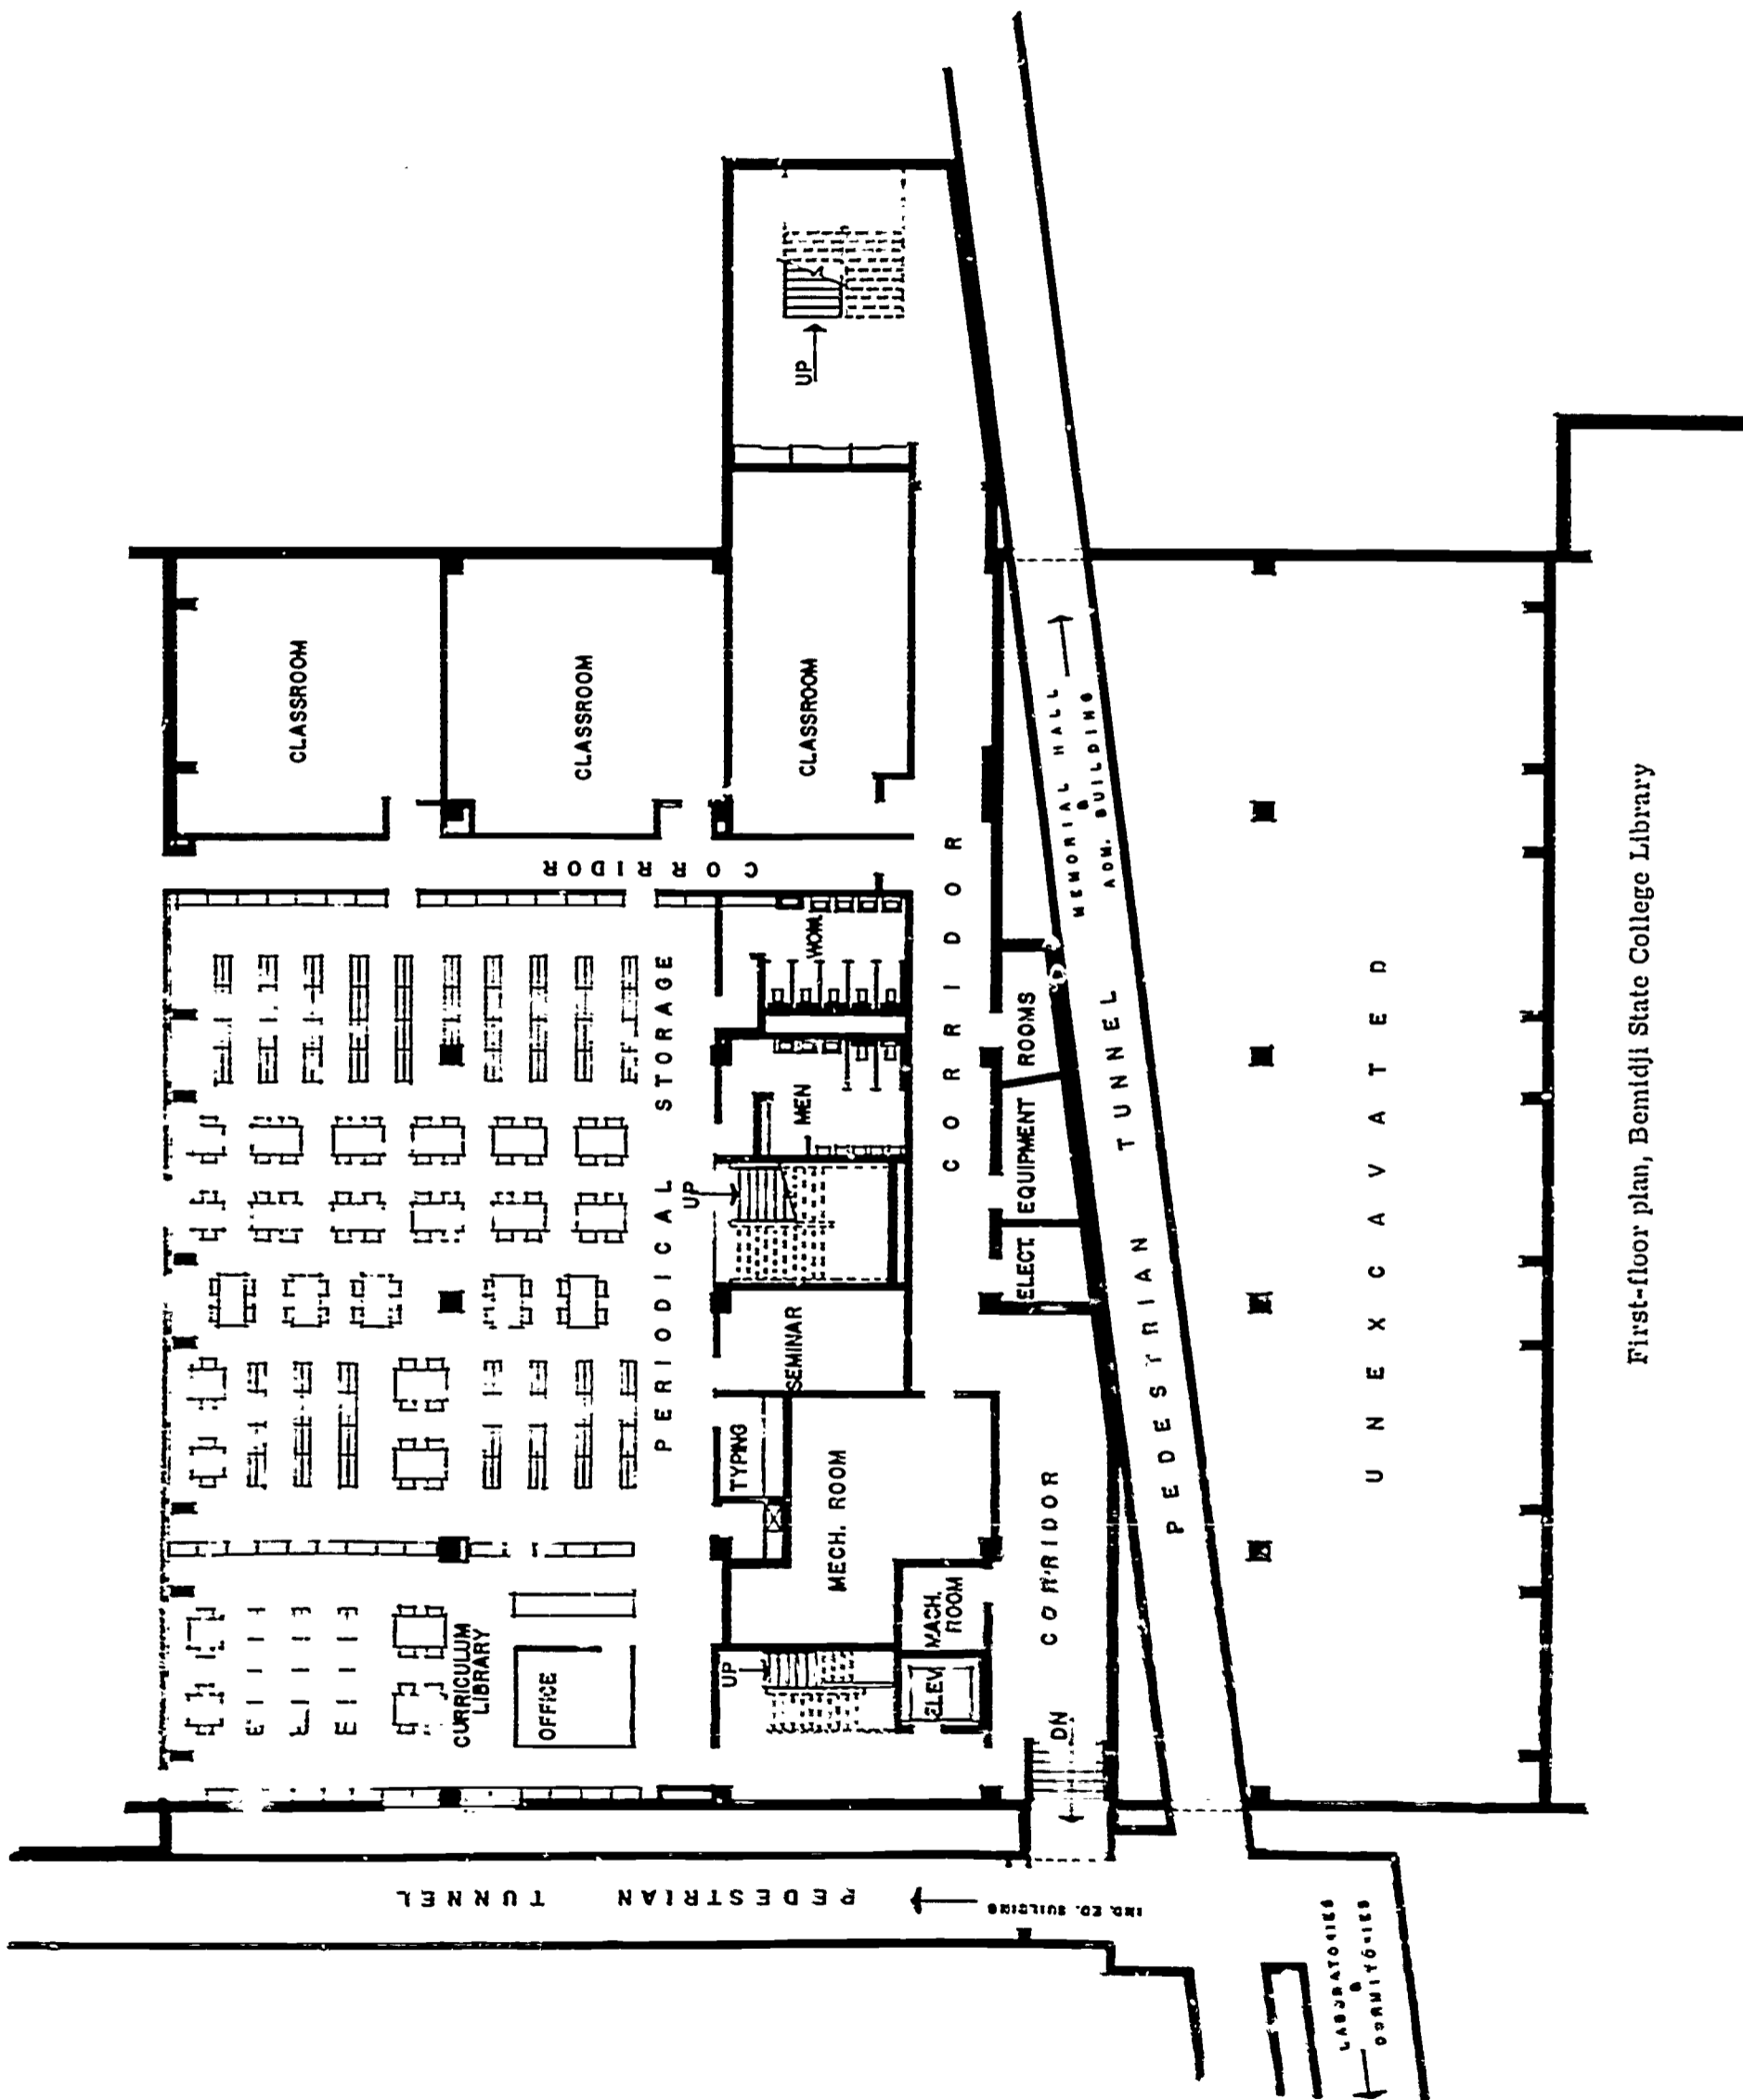 CLASSROOM
CLASSROOM
CLASSROOM
UP
CORRIDOR
WOM.
MEN
PERIODICAL STORAGE
UP
CORRIDOR
SEMINAR
TYPING
MECH. ROOM
MACH.
ROOM
ELEV
UP
CURRICULUM
LIBRARY
OFFICE
ELECT. EQUIPMENT ROOMS
CORRIDOR
DN
MEMORIAL HALL
&
ADM. BUILDING
PEDESTRIAN TUNNEL
UNEXCAVATED
PEDESTRIAN TUNNEL
IND. ED. BUILDING
LABORATORIES
&
DORMITORIES
First-floor plan, Bemidji State College Library